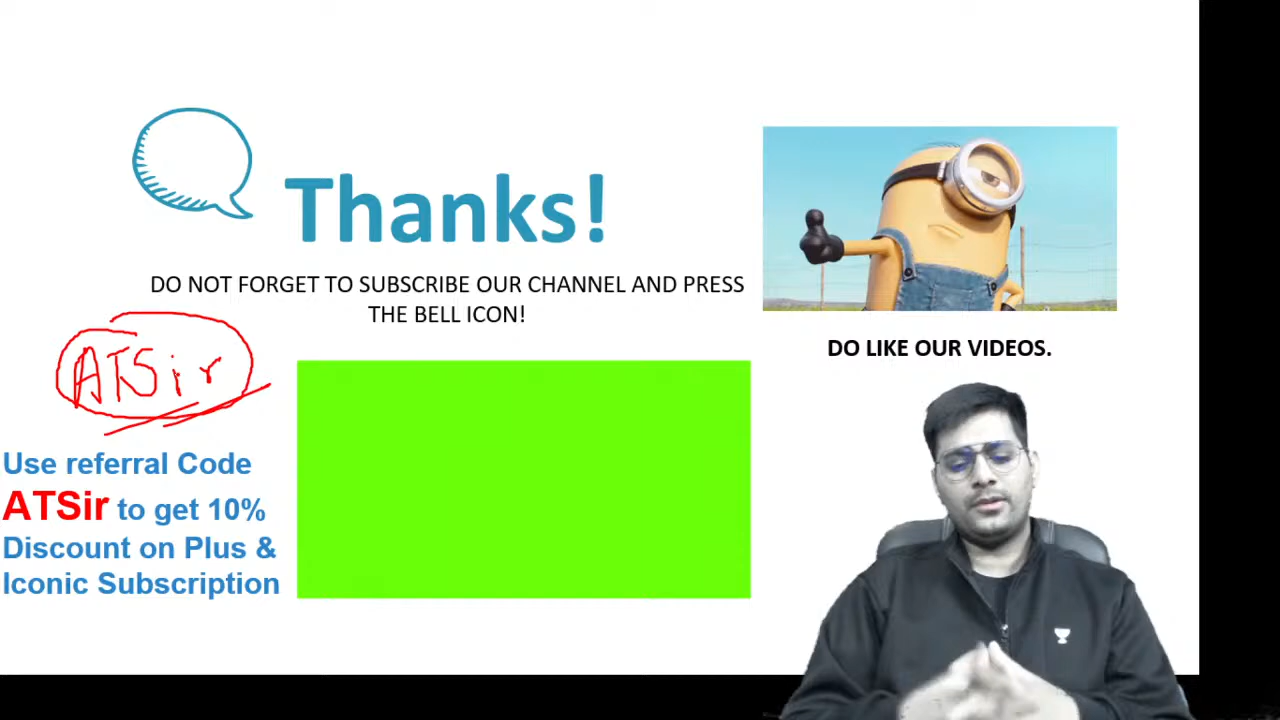 Thanks!
DO NOT FORGET TO SUBSCRIBE OUR CHANNEL AND PRESS
THE BELL ICON!
DO LIKE OUR VIDEOS.
ATSir
Use referral Code
ATSir to get 10%
Discount on Plus &
Iconic Subscription